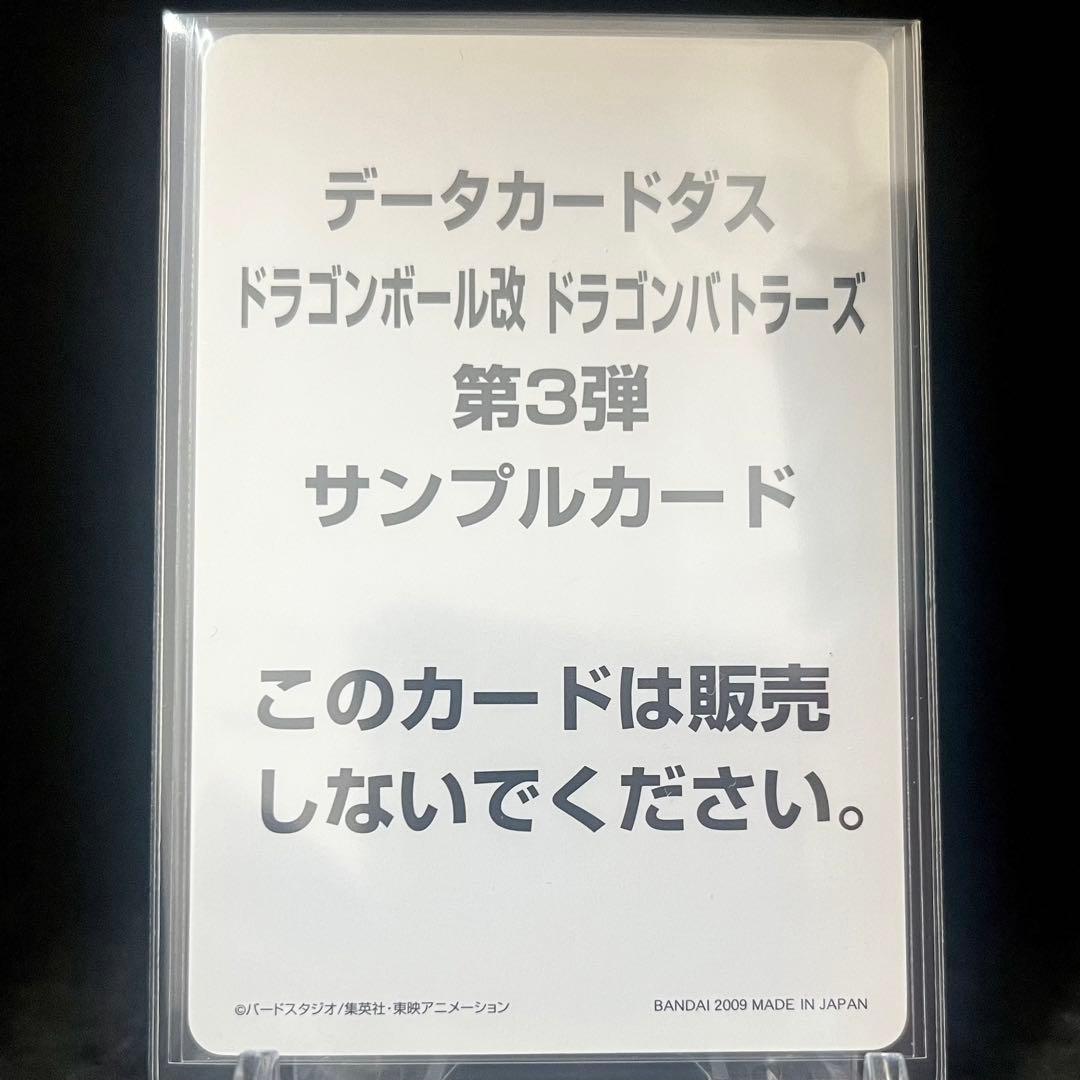 データカードダス
ドラゴンボール改 ドラゴンバトラーズ
第3弾
サンプルカード
このカードは販売
しないでください。
©バードスタジオ/集英社・東映アニメーション
BANDAI 2009 MADE IN JAPAN